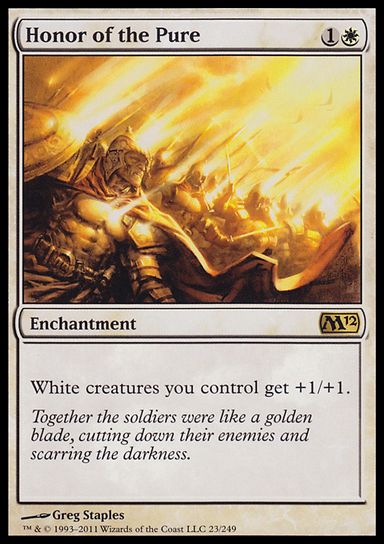 Honor of the Pure 1
Enchantment M12
White creatures you control get +1/+1.
Together the soldiers were like a golden
blade, cutting down their enemies and
scarring the darkness.
Greg Staples
™ & © 1993–2011 Wizards of the Coast LLC 23/249